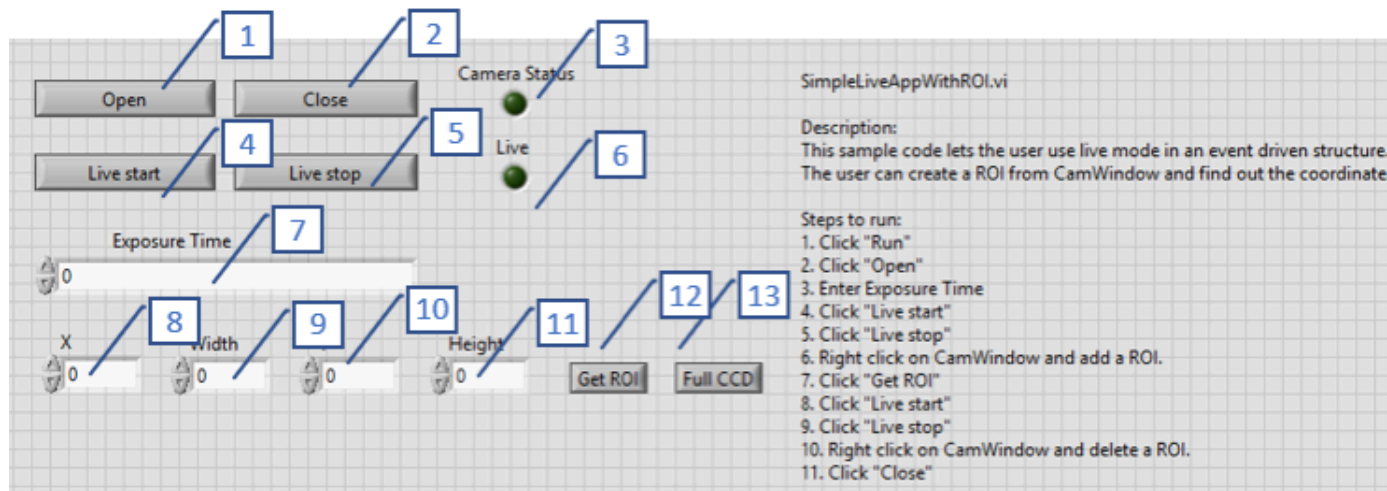 1
2
3
Camera Status
Open
Close
4
5
Live
6
Live start
Live stop
Exposure Time
7
0
X
8
Width
9
10
Height
11
12
13
0
0
0
0
Get ROI
Full CCD
SimpleLiveAppWithROI.vi
Description:
This sample code lets the user use live mode in an event driven structure.
The user can create a ROI from CamWindow and find out the coordinate
Steps to run:
1. Click "Run"
2. Click "Open"
3. Enter Exposure Time
4. Click "Live start"
5. Click "Live stop"
6. Right click on CamWindow and add a ROI.
7. Click "Get ROI"
8. Click "Live start"
9. Click "Live stop"
10. Right click on CamWindow and delete a ROI.
11. Click "Close"